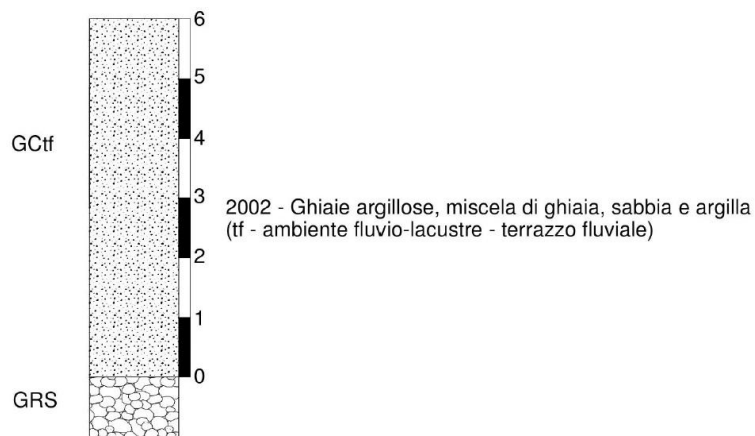 6
5
4
GCtf
3
2002 - Ghiaie argillose, miscela di ghiaia, sabbia e argilla
(tf - ambiente fluvio-lacustre - terrazzo fluviale)
2
1
0
GRS